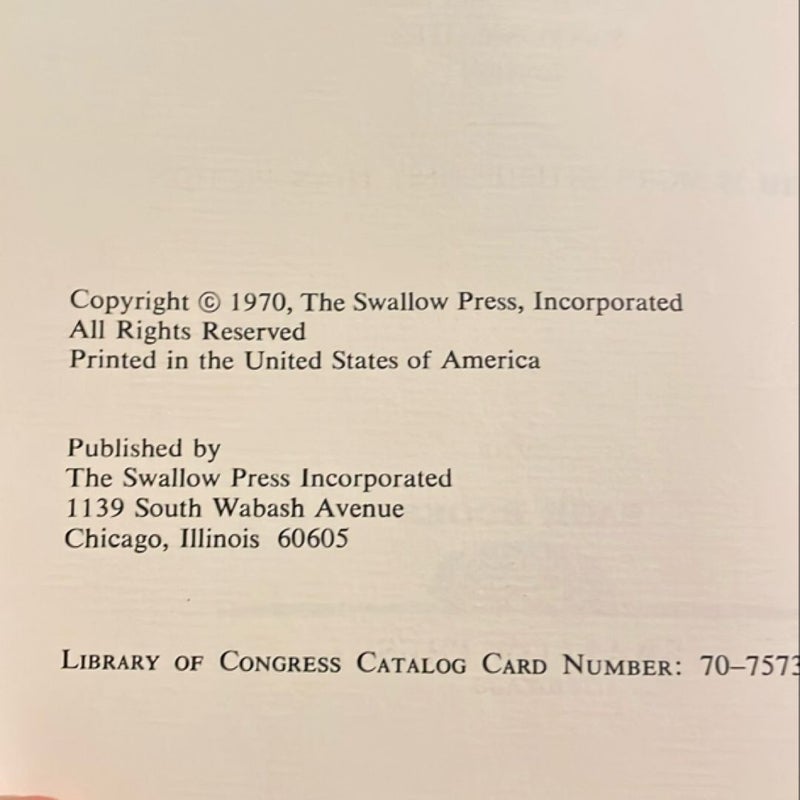 Copyright © 1970, The Swallow Press, Incorporated
All Rights Reserved
Printed in the United States of America
Published by
The Swallow Press Incorporated
1139 South Wabash Avenue
Chicago, Illinois 60605
LIBRARY OF CONGRESS CATALOG CARD NUMBER: 70–7573